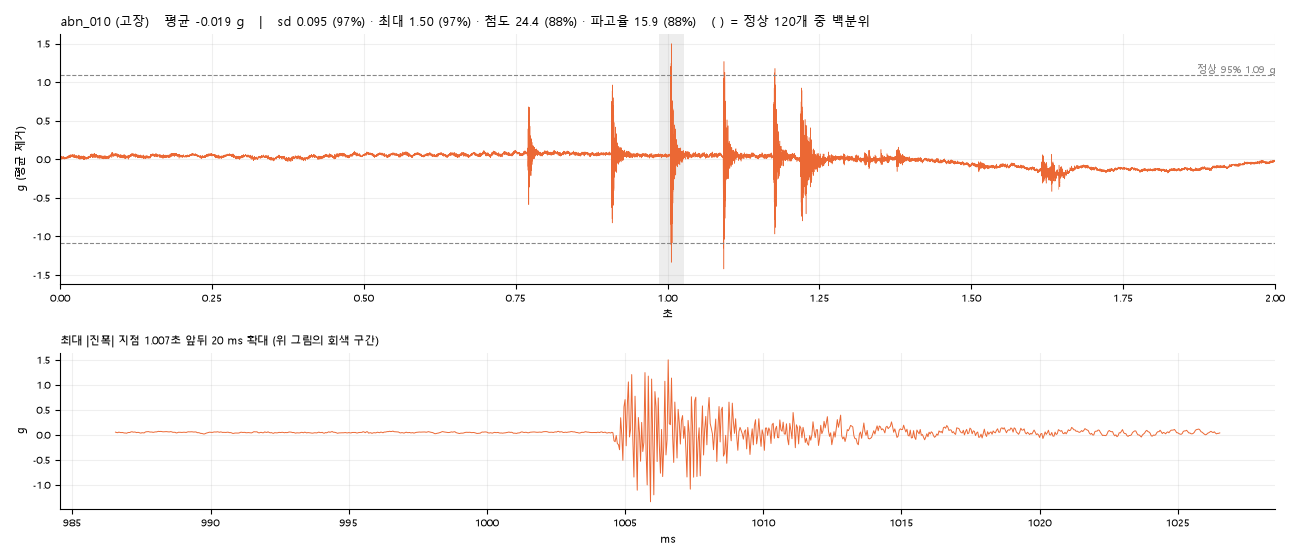 abn_010 (고장) 평균 -0.019 g | sd 0.095 (97%) · 최대 1.50 (97%) · 첨도 24.4 (88%) · 파고율 15.9 (88%) ( ) = 정상 120개 중 백분위
정상 95% 1.09 g
g (평균 제거)
1.5
1.0
0.5
0.0
-0.5
-1.0
-1.5
0.00 0.25 0.50 0.75 1.00 1.25 1.50 1.75 2.00
초
최대 |진폭| 지점 1.007초 앞뒤 20 ms 확대 (위 그림의 회색 구간)
g
1.5
1.0
0.5
0.0
-0.5
-1.0
985 990 995 1000 1005 1010 1015 1020 1025
ms